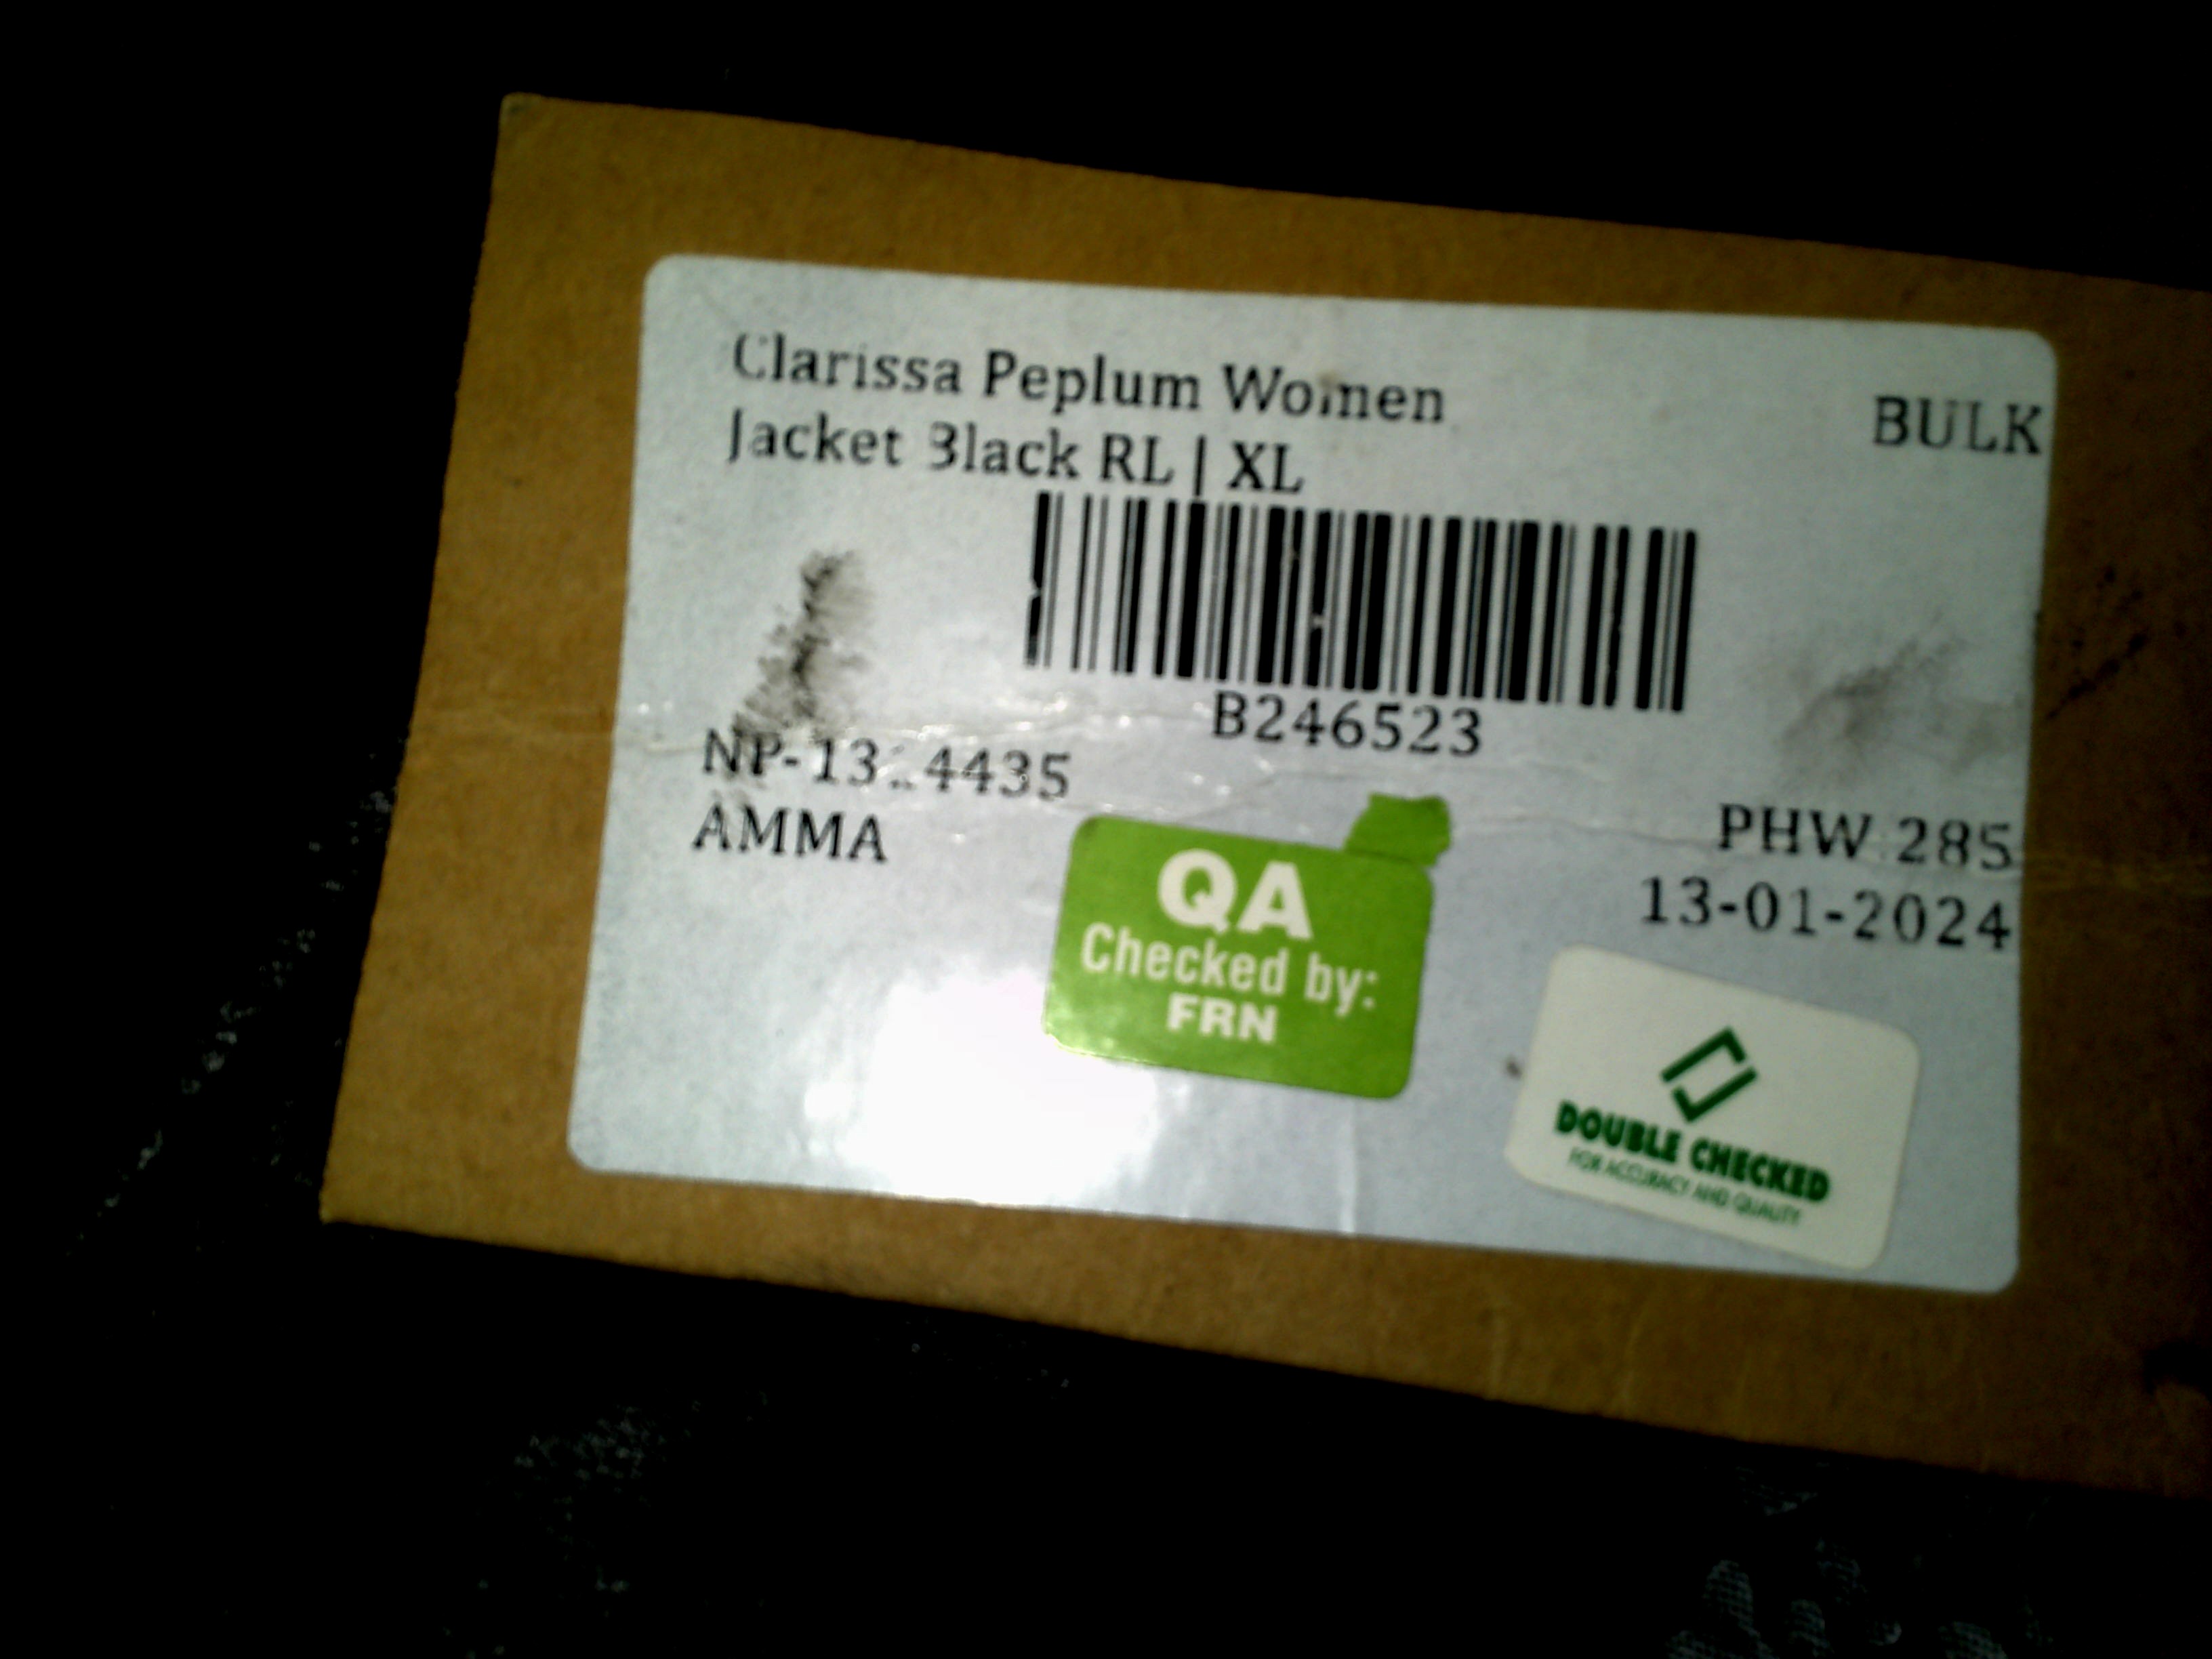 Clarissa Peplum Women
Jacket Black RL | XL
BULK
B246523
AMMA
PHW 285
13-01-2024
QA
Checked by:
FRN
DOUBLE CHECKED
FOR ACCURACY AND QUALITY